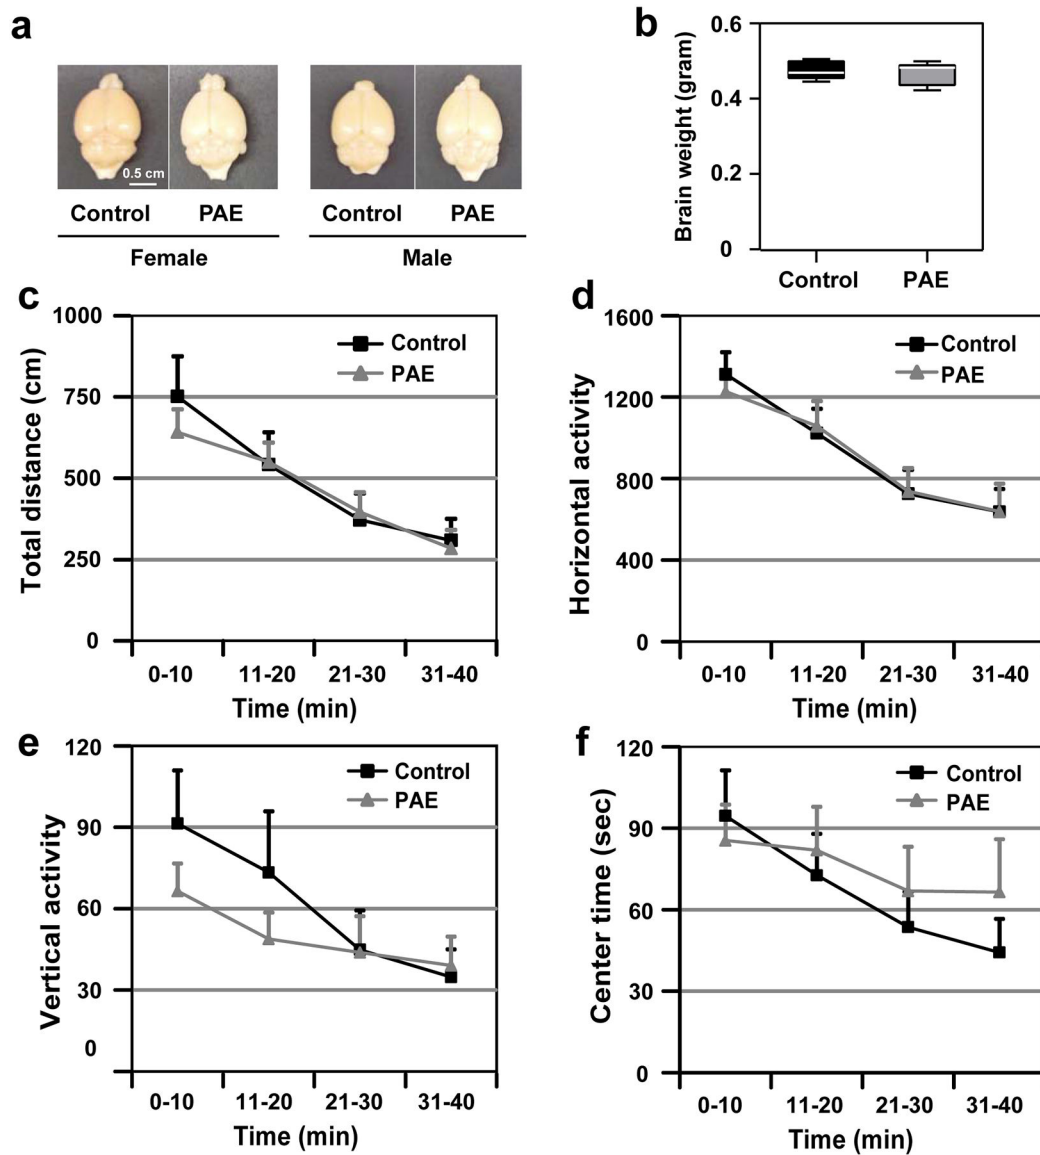 a
0.5 cm
Control PAE Control PAE
Female Male
b
Brain weight (gram)
0.6
0.4
0.2
0
Control PAE
c
Total distance (cm)
1000
750
500
250
0
Control
PAE
0-10 11-20 21-30 31-40
Time (min)
d
Horizontal activity
1600
1200
800
400
0
Control
PAE
0-10 11-20 21-30 31-40
Time (min)
e
Vertical activity
120
90
60
30
0
Control
PAE
0-10 11-20 21-30 31-40
Time (min)
f
Center time (sec)
120
90
60
30
0
Control
PAE
0-10 11-20 21-30 31-40
Time (min)